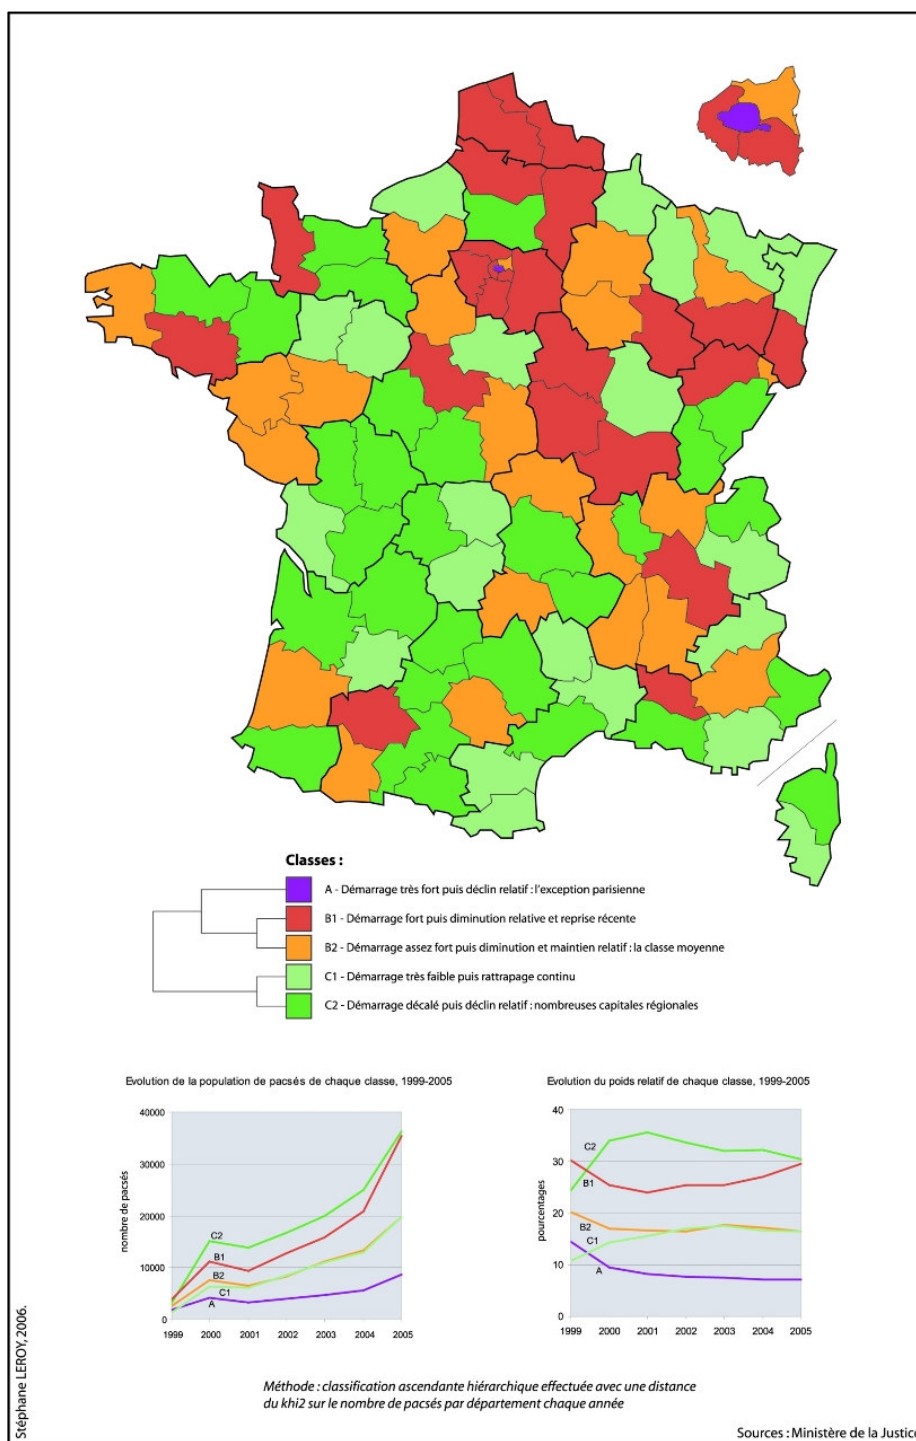 Classes :
A - Démarrage très fort puis déclin relatif : l'exception parisienne
B1 - Démarrage fort puis diminution relative et reprise récente
B2 - Démarrage assez fort puis diminution et maintien relatif : la classe moyenne
C1 - Démarrage très faible puis rattrapage continu
C2 - Démarrage décalé puis déclin relatif : nombreuses capitales régionales
Evolution de la population de pacsés de chaque classe, 1999-2005
nombre de pacsés
40000
30000
20000
10000
0
C2
B1
B2
C1
A
1999 2000 2001 2002 2003 2004 2005
Evolution du poids relatif de chaque classe, 1999-2005
pourcentages
40
30
20
10
0
C2
B1
B2
C1
A
1999 2000 2001 2002 2003 2004 2005
Méthode : classification ascendante hiérarchique effectuée avec une distance
du khi2 sur le nombre de pacsés par département chaque année
Stéphane LEROY, 2006.
Sources : Ministère de la Justice